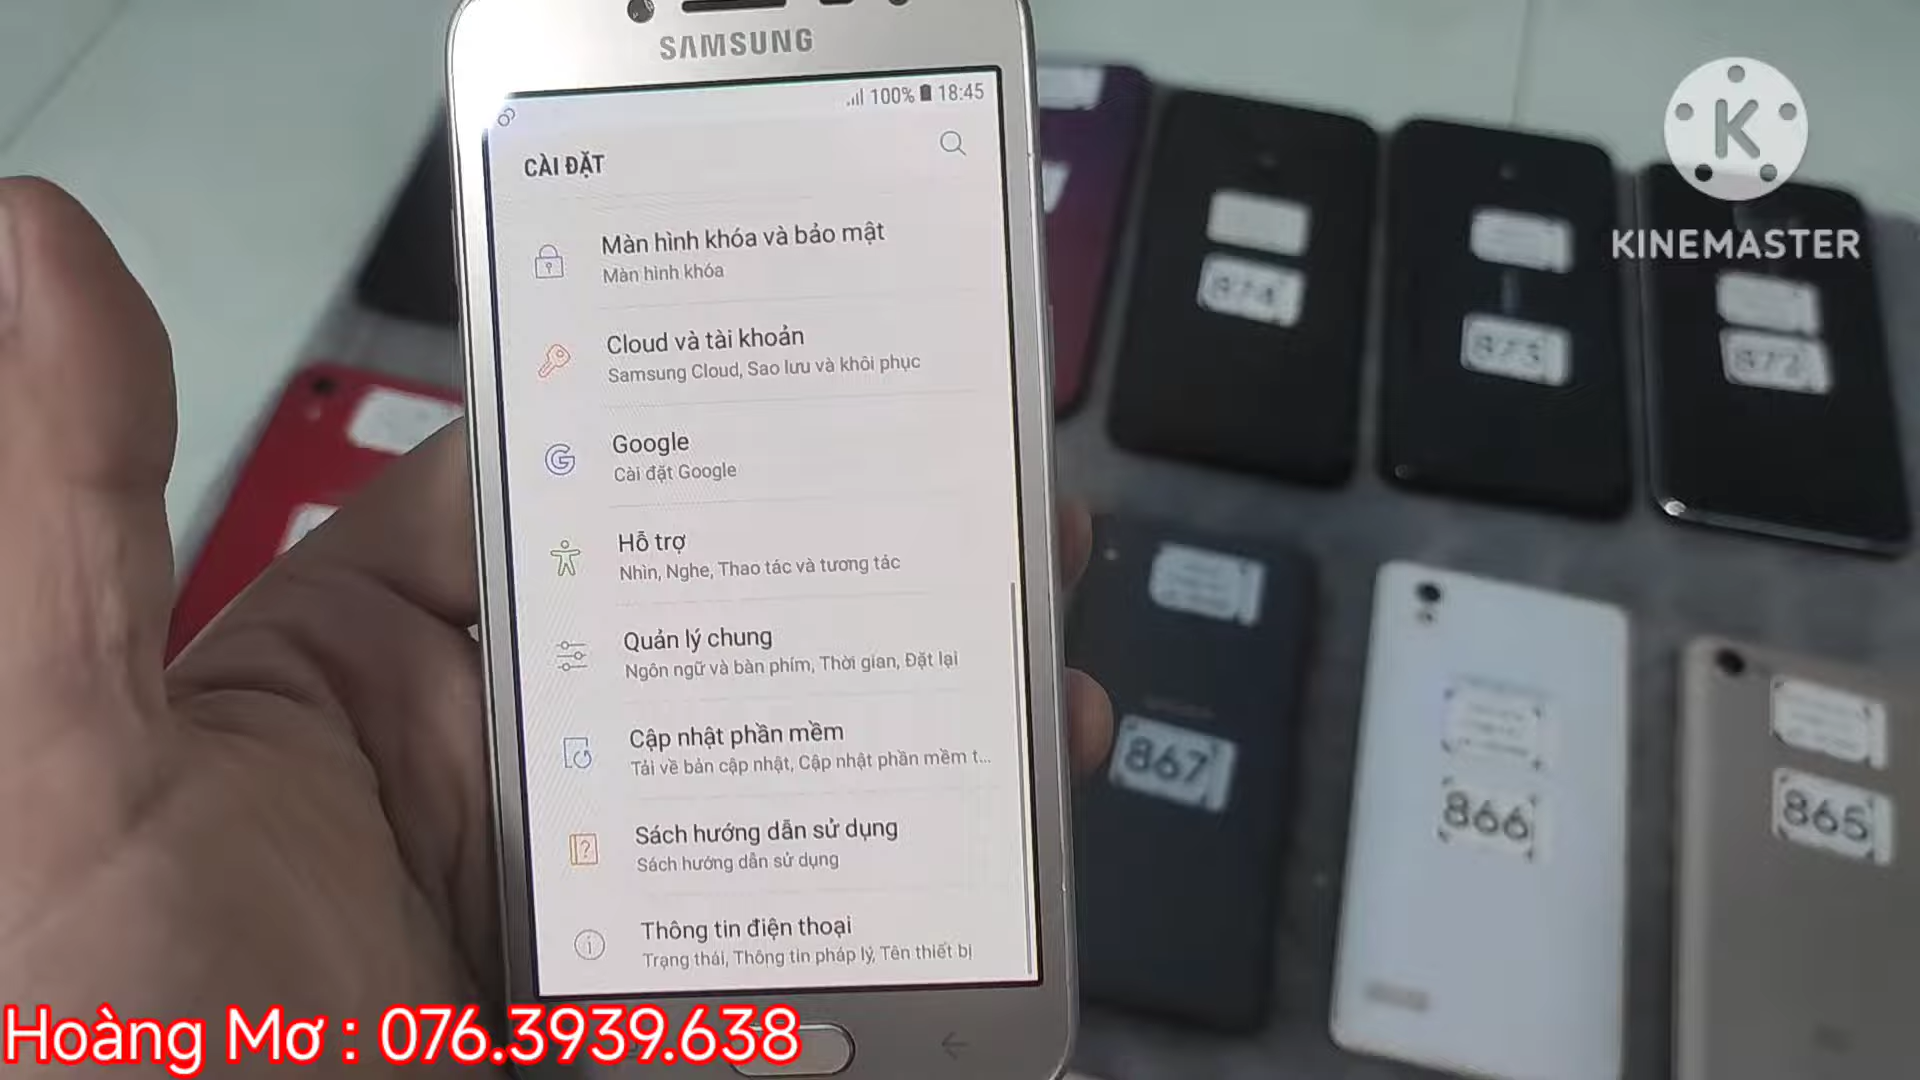 SAMSUNG
100% 18:45
CÀI ĐẶT
Màn hình khóa và bảo mật
Màn hình khóa
Cloud và tài khoản
Samsung Cloud, Sao lưu và khôi phục
Google
Cài đặt Google
Hỗ trợ
Nhìn, Nghe, Thao tác và tương tác
Quản lý chung
Ngôn ngữ và bàn phím, Thời gian, Đặt lại
Cập nhật phần mềm
Tải về bản cập nhật, Cập nhật phần mềm t...
Sách hướng dẫn sử dụng
Sách hướng dẫn sử dụng
Thông tin điện thoại
Trạng thái, Thông tin pháp lý, Tên thiết bị
K
KINEMASTER
874
873
872
867
866
865
Hoàng Mơ : 076.3939.638